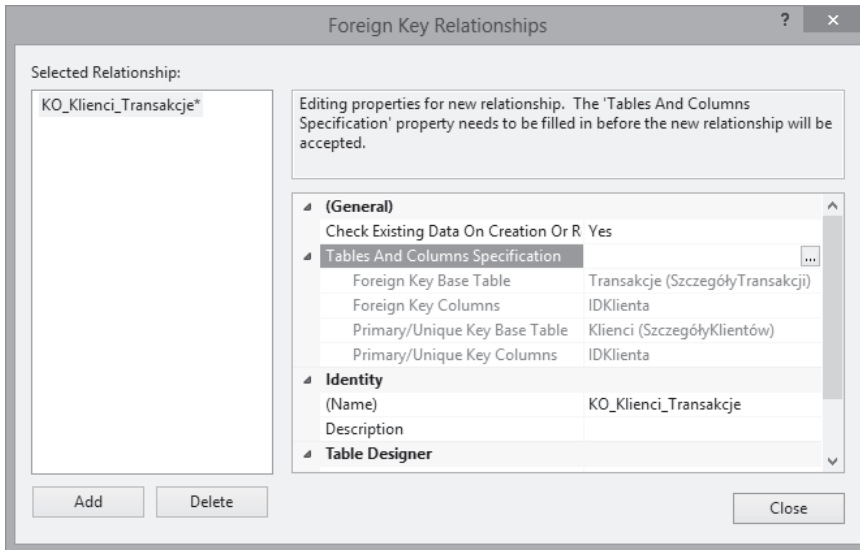 Foreign Key Relationships
?
×
Selected Relationship:
KO_Klienci_Transakcje*
Editing properties for new relationship. The 'Tables And Columns
Specification' property needs to be filled in before the new relationship will be
accepted.
(General)
Check Existing Data On Creation Or R Yes
Tables And Columns Specification ...
Foreign Key Base Table Transakcje (SzczegółyTransakcji)
Foreign Key Columns IDKlienta
Primary/Unique Key Base Table Klienci (SzczegółyKlientów)
Primary/Unique Key Columns IDKlienta
Identity
(Name) KO_Klienci_Transakcje
Description
Table Designer
Add Delete
Close